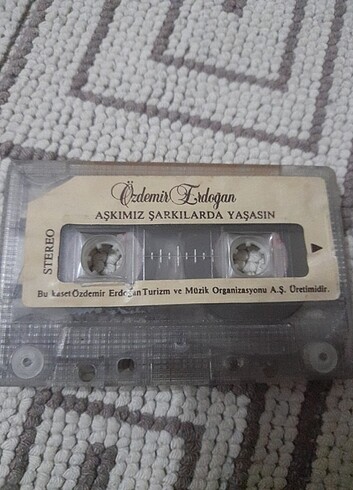 Özdemir Erdoğan
AŞKIMIZ ŞARKILARDA YAŞASIN
STEREO
Bu kaset Özdemir Erdoğan Turizm ve Müzik Organizasyonu A.Ş. Üretimidir.